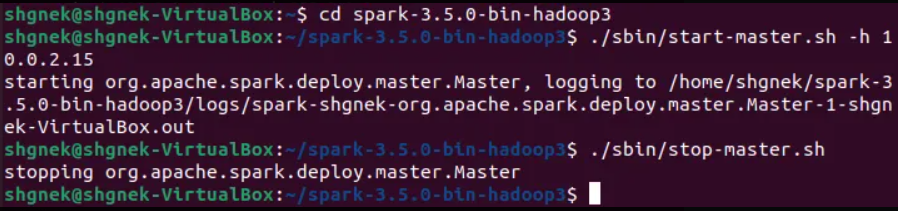 shgnek@shgnek-VirtualBox:~$ cd spark-3.5.0-bin-hadoop3
shgnek@shgnek-VirtualBox:~/spark-3.5.0-bin-hadoop3$ ./sbin/start-master.sh -h 1
0.0.2.15
starting org.apache.spark.deploy.master.Master, logging to /home/shgnek/spark-3
.5.0-bin-hadoop3/logs/spark-shgnek-org.apache.spark.deploy.master.Master-1-shgn
ek-VirtualBox.out
shgnek@shgnek-VirtualBox:~/spark-3.5.0-bin-hadoop3$ ./sbin/stop-master.sh
stopping org.apache.spark.deploy.master.Master
shgnek@shgnek-VirtualBox:~/spark-3.5.0-bin-hadoop3$